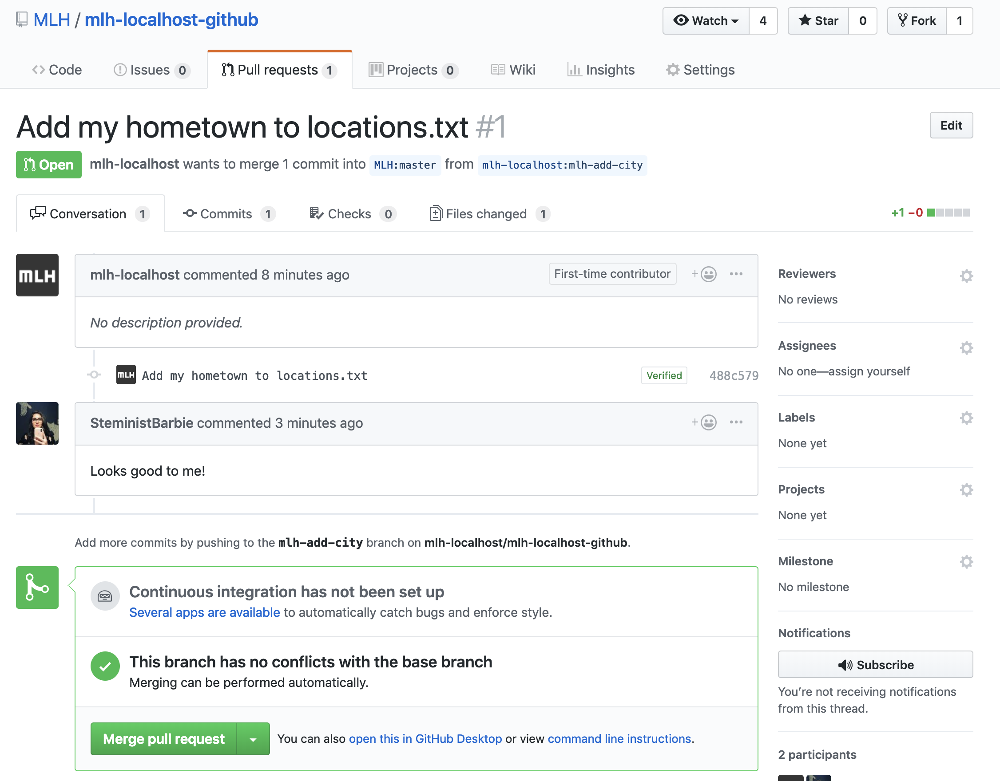 MLH / mlh-localhost-github
Watch 4 Star 0 Fork 1
Code Issues 0 Pull requests 1 Projects 0 Wiki Insights Settings
Add my hometown to locations.txt #1
Edit
Open mlh-localhost wants to merge 1 commit into MLH:master from mlh-localhost:mlh-add-city
Conversation 1 Commits 1 Checks 0 Files changed 1 +1 −0
MLH
mlh-localhost commented 8 minutes ago First-time contributor
No description provided.
MLH Add my hometown to locations.txt Verified 488c579
SteministBarbie commented 3 minutes ago
Looks good to me!
Add more commits by pushing to the mlh-add-city branch on mlh-localhost/mlh-localhost-github.
Continuous integration has not been set up
Several apps are available to automatically catch bugs and enforce style.
This branch has no conflicts with the base branch
Merging can be performed automatically.
Merge pull request You can also open this in GitHub Desktop or view command line instructions.
Reviewers
No reviews
Assignees
No one—assign yourself
Labels
None yet
Projects
None yet
Milestone
No milestone
Notifications
Subscribe
You’re not receiving notifications
from this thread.
2 participants